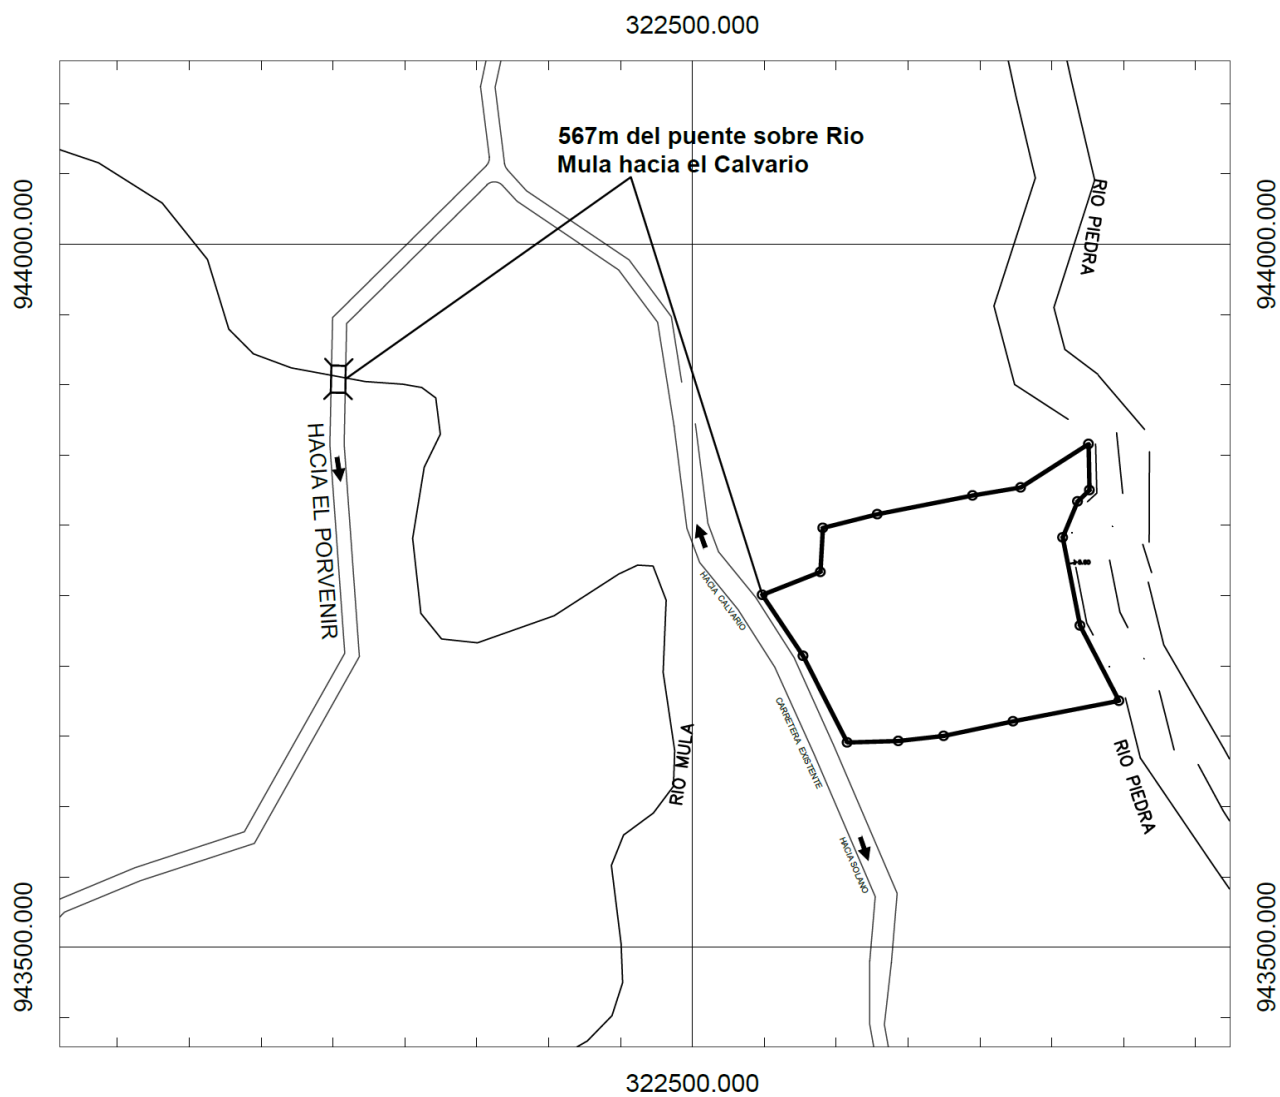 322500.000
567m del puente sobre Rio
Mula hacia el Calvario
944000.000
944000.000
RIO PIEDRA
HACIA EL PORVENIR
HACIA CALVARIO
CARRETERA EXISTENTE
RIO MULA
RIO PIEDRA
HACIA SOLANO
943500.000
943500.000
322500.000